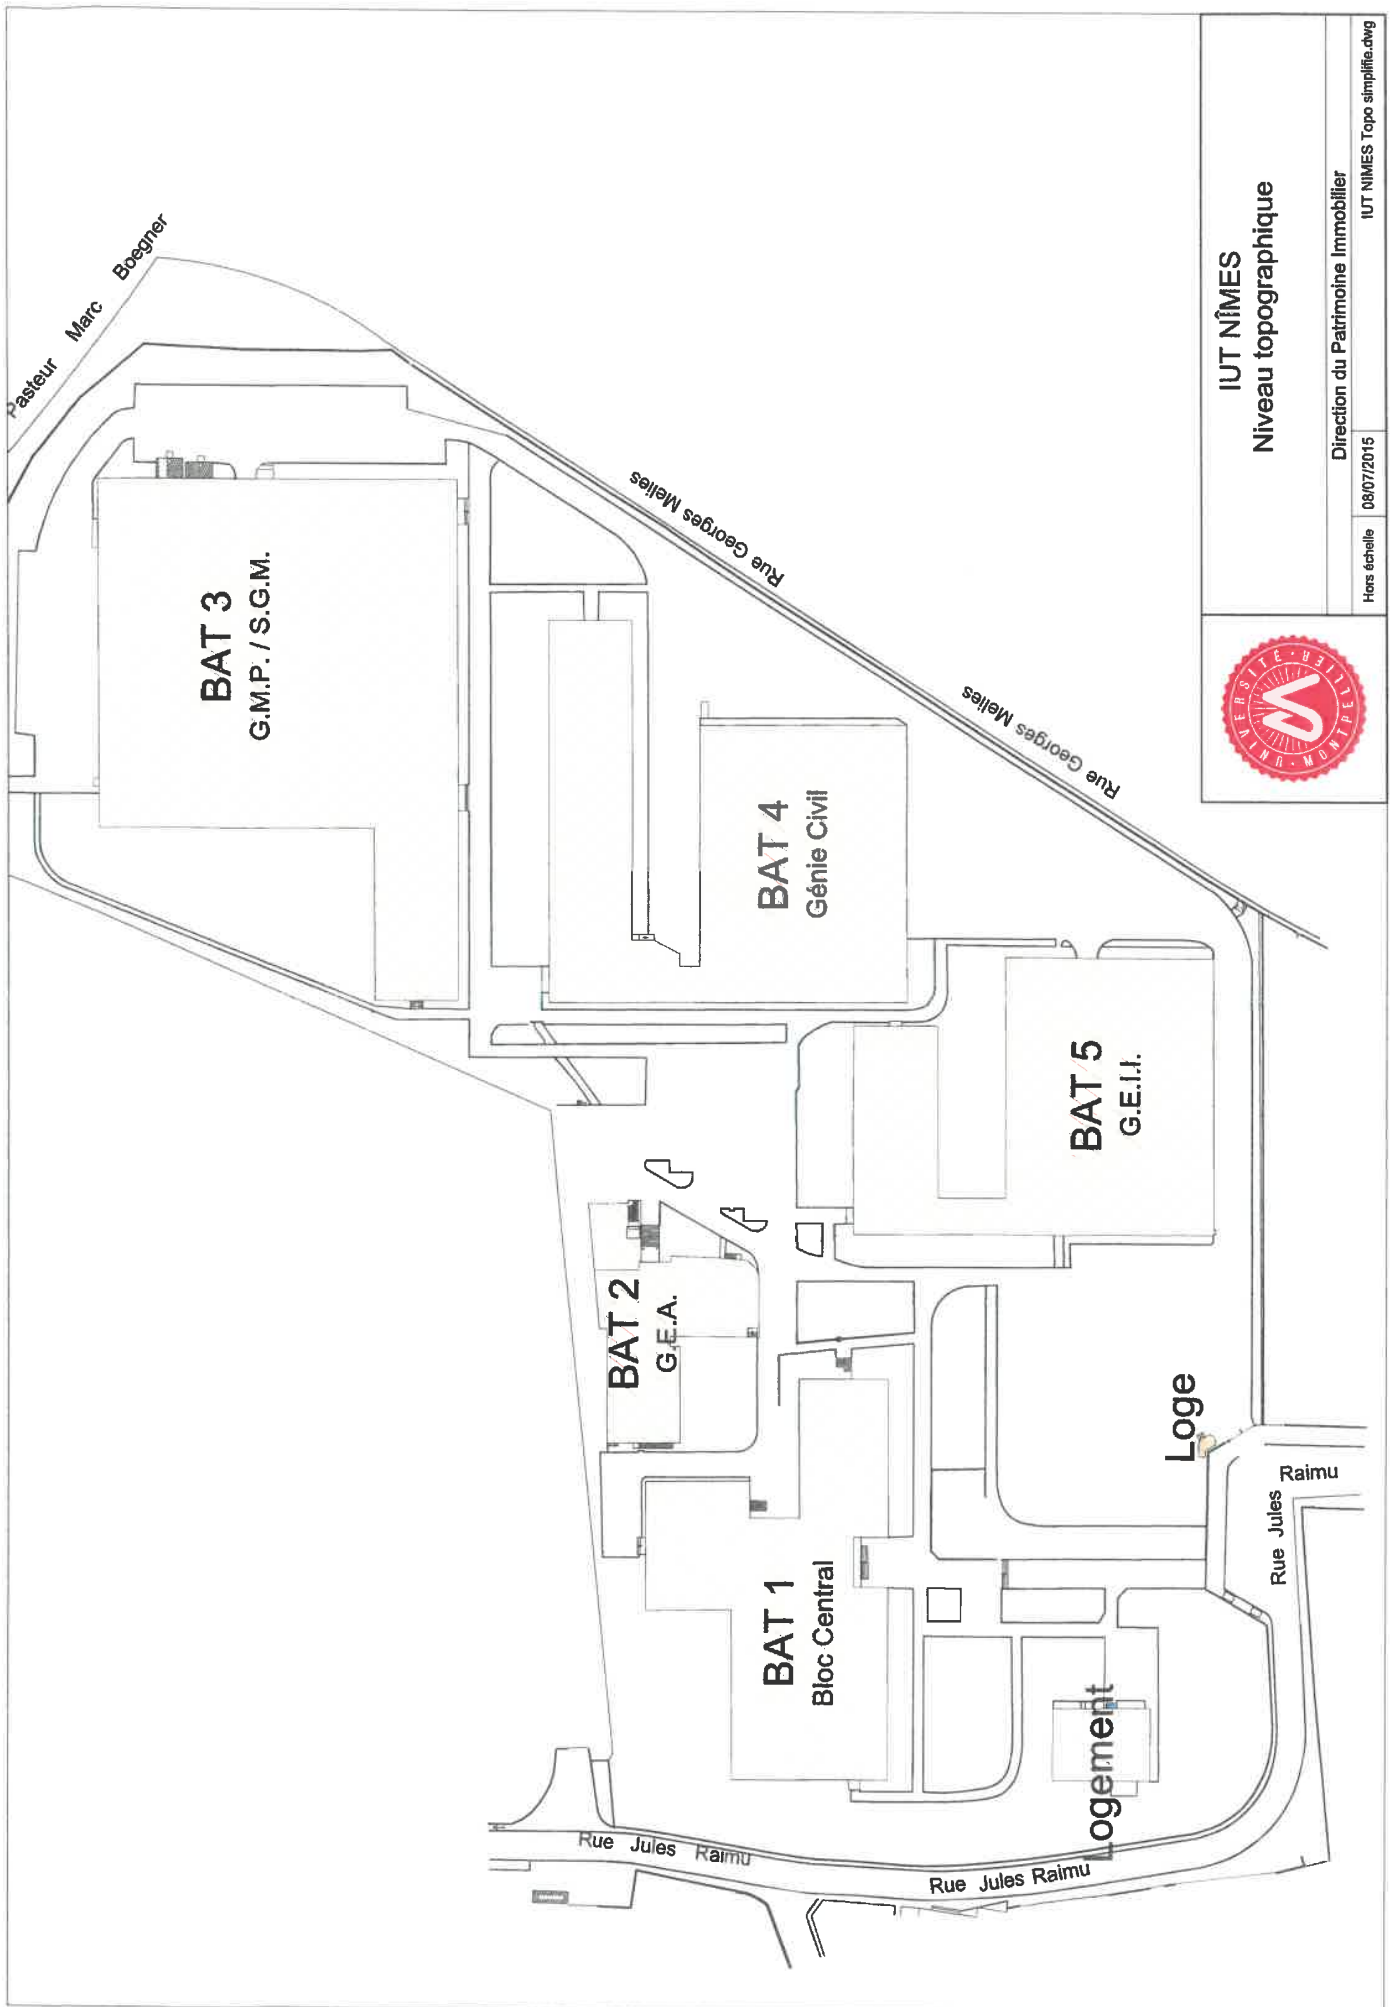 Pasteur Marc Boegner
BAT 3
G.M.P. / S.G.M.
Rue Georges Melies
BAT 4
Génie Civil
Rue Georges Melies
BAT 5
G.E.I.I.
BAT 2
G.E.A.
BAT 1
Bloc Central
Loge
Logement
Rue Jules Raimu
Rue Jules Raimu
Rue Jules Raimu
IUT NÎMES
Niveau topographique
Direction du Patrimoine Immobilier
Hors échelle
08/07/2015
IUT NIMES Topo simplifie.dwg
UNIVERSITÉ · MONTPELLIER